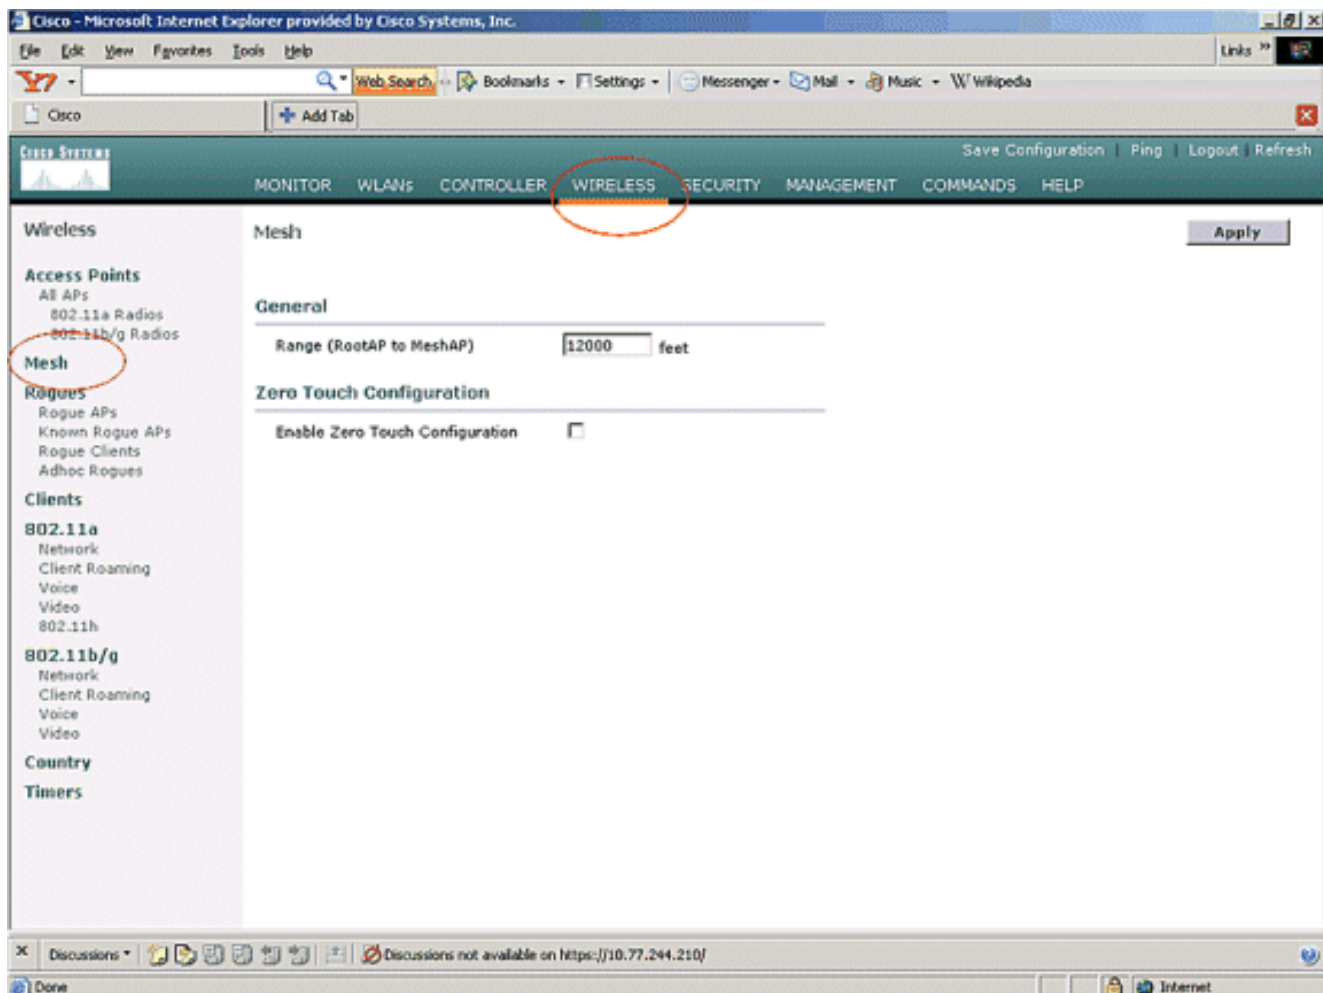 Cisco - Microsoft Internet Explorer provided by Cisco Systems, Inc.
File Edit View Favorites Tools Help
Links »
Y7 Web Search Bookmarks Settings Messenger Mail Music W Wikipedia
Cisco
Add Tab
Cisco Systems
Save Configuration | Ping | Logout | Refresh
MONITOR WLANs CONTROLLER WIRELESS SECURITY MANAGEMENT COMMANDS HELP
Wireless
Access Points
All APs
802.11a Radios
802.11b/g Radios
Mesh
Rogues
Rogue APs
Known Rogue APs
Rogue Clients
Adhoc Rogues
Clients
802.11a
Network
Client Roaming
Voice
Video
802.11h
802.11b/g
Network
Client Roaming
Voice
Video
Country
Timers
Mesh
Apply
General
Range (RootAP to MeshAP) 12000 feet
Zero Touch Configuration
Enable Zero Touch Configuration
Discussions Discussions not available on https://10.77.244.210/
Done
Internet